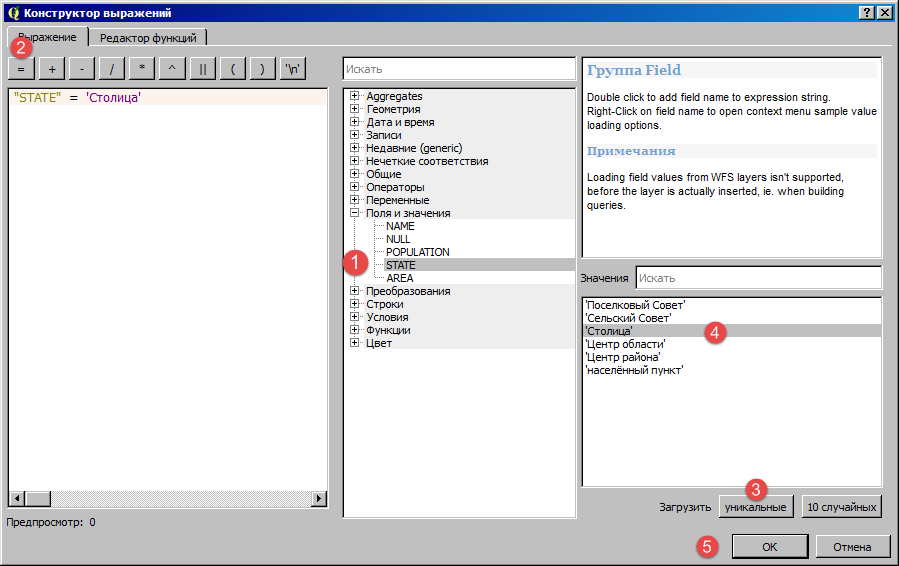 Конструктор выражений
Выражение
Редактор функций
2
= + - / * ^ || ( ) '\n'
"STATE" = 'Столица'
Предпросмотр: 0
Искать
Aggregates
Геометрия
Дата и время
Записи
Недавние (generic)
Нечеткие соответствия
Общие
Операторы
Переменные
Поля и значения
NAME
NULL
POPULATION
1
STATE
AREA
Преобразования
Строки
Условия
Функции
Цвет
Группа Field
Double click to add field name to expression string.
Right-Click on field name to open context menu sample value
loading options.
Примечания
Loading field values from WFS layers isn't supported,
before the layer is actually inserted, ie. when building
queries.
Значения
Искать
'Поселковый Совет'
'Сельский Совет'
'Столица'
4
'Центр области'
'Центр района'
'населённый пункт'
3
Загрузить
уникальные
10 случайных
5
OK
Отмена